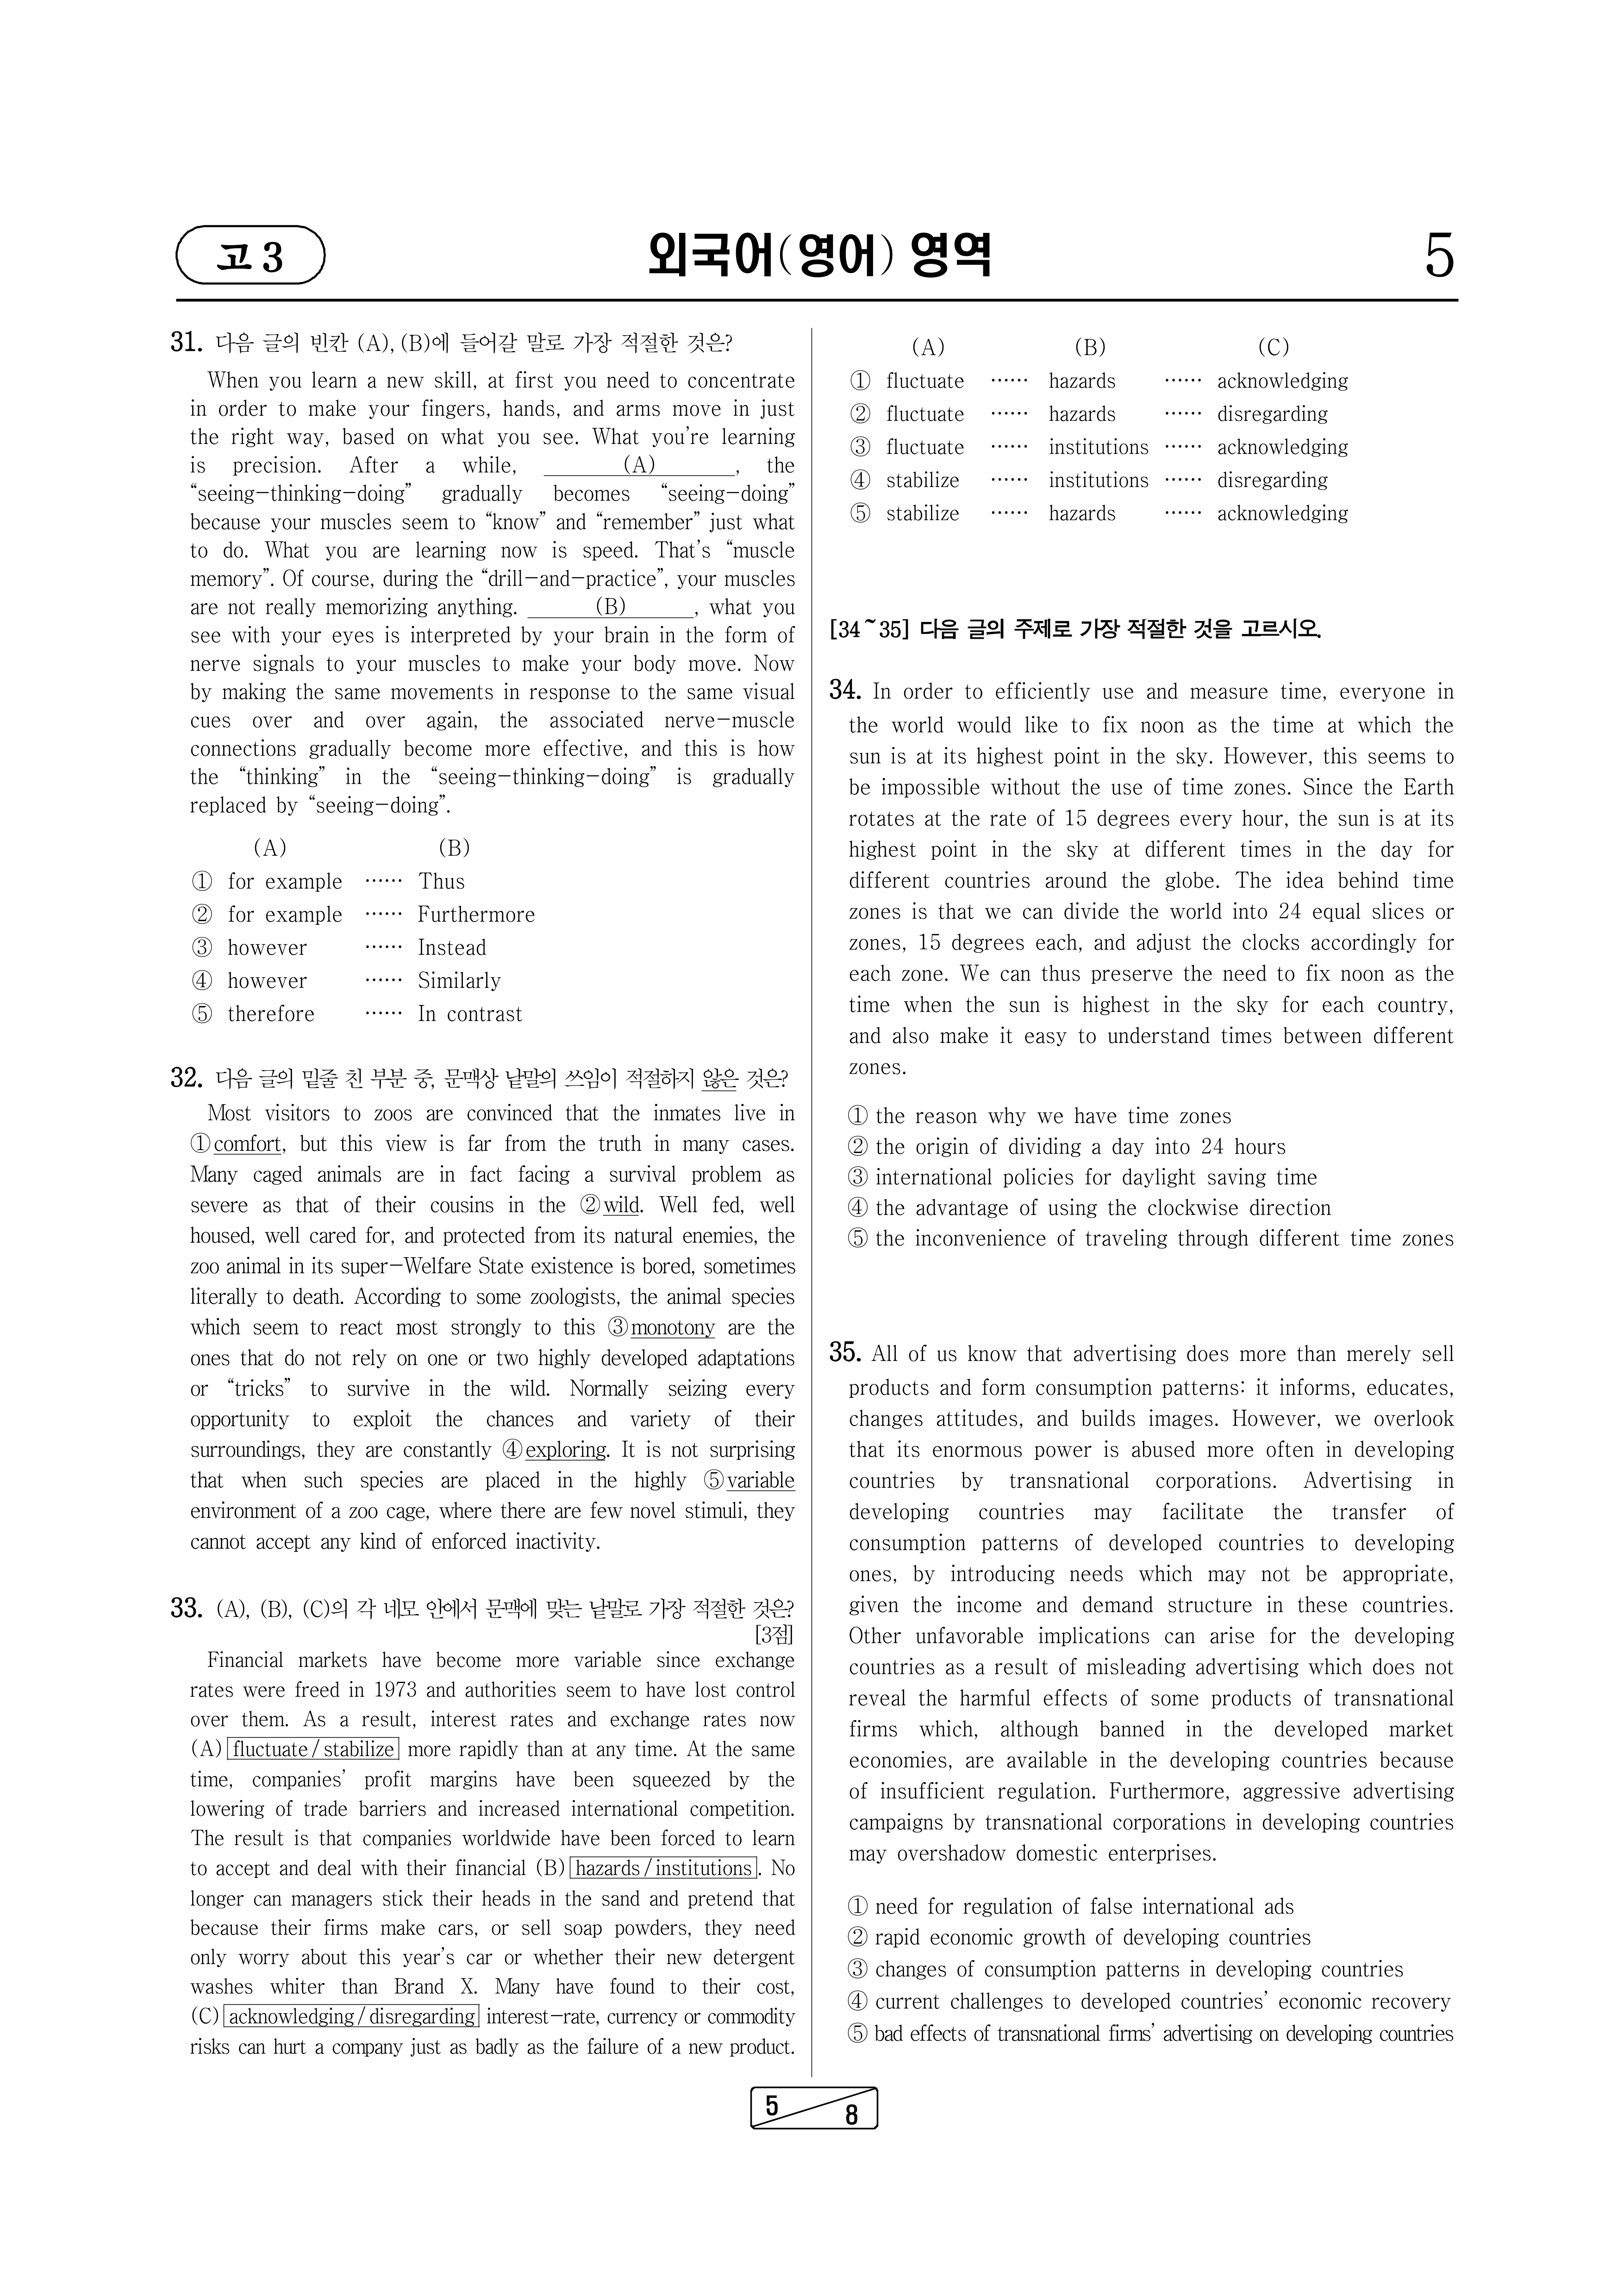 고 3
외국어(영어) 영역
5
31. 다음 글의 빈칸 (A), (B)에 들어갈 말로 가장 적절한 것은?
When you learn a new skill, at first you need to concentrate
in order to make your fingers, hands, and arms move in just
the right way, based on what you see. What you’re learning
is precision. After a while, ______(A)______, the
“seeing-thinking-doing” gradually becomes “seeing-doing”
because your muscles seem to “know” and “remember” just what
to do. What you are learning now is speed. That’s “muscle
memory”. Of course, during the “drill-and-practice”, your muscles
are not really memorizing anything. ______(B)______, what you
see with your eyes is interpreted by your brain in the form of
nerve signals to your muscles to make your body move. Now
by making the same movements in response to the same visual
cues over and over again, the associated nerve-muscle
connections gradually become more effective, and this is how
the “thinking” in the “seeing-thinking-doing” is gradually
replaced by “seeing-doing”.
(A) (B)
① for example …… Thus
② for example …… Furthermore
③ however …… Instead
④ however …… Similarly
⑤ therefore …… In contrast
32. 다음 글의 밑줄 친 부분 중, 문맥상 낱말의 쓰임이 적절하지 않은 것은?
Most visitors to zoos are convinced that the inmates live in
① comfort, but this view is far from the truth in many cases.
Many caged animals are in fact facing a survival problem as
severe as that of their cousins in the ② wild. Well fed, well
housed, well cared for, and protected from its natural enemies, the
zoo animal in its super-Welfare State existence is bored, sometimes
literally to death. According to some zoologists, the animal species
which seem to react most strongly to this ③ monotony are the
ones that do not rely on one or two highly developed adaptations
or “tricks” to survive in the wild. Normally seizing every
opportunity to exploit the chances and variety of their
surroundings, they are constantly ④ exploring. It is not surprising
that when such species are placed in the highly ⑤ variable
environment of a zoo cage, where there are few novel stimuli, they
cannot accept any kind of enforced inactivity.
33. (A), (B), (C)의 각 네모 안에서 문맥에 맞는 낱말로 가장 적절한 것은?
[3점]
Financial markets have become more variable since exchange
rates were freed in 1973 and authorities seem to have lost control
over them. As a result, interest rates and exchange rates now
(A) fluctuate / stabilize more rapidly than at any time. At the same
time, companies’ profit margins have been squeezed by the
lowering of trade barriers and increased international competition.
The result is that companies worldwide have been forced to learn
to accept and deal with their financial (B) hazards / institutions. No
longer can managers stick their heads in the sand and pretend that
because their firms make cars, or sell soap powders, they need
only worry about this year’s car or whether their new detergent
washes whiter than Brand X. Many have found to their cost,
(C) acknowledging / disregarding interest-rate, currency or commodity
risks can hurt a company just as badly as the failure of a new product.
(A) (B) (C)
① fluctuate …… hazards …… acknowledging
② fluctuate …… hazards …… disregarding
③ fluctuate …… institutions …… acknowledging
④ stabilize …… institutions …… disregarding
⑤ stabilize …… hazards …… acknowledging
[34 ~ 35] 다음 글의 주제로 가장 적절한 것을 고르시오.
34. In order to efficiently use and measure time, everyone in
the world would like to fix noon as the time at which the
sun is at its highest point in the sky. However, this seems to
be impossible without the use of time zones. Since the Earth
rotates at the rate of 15 degrees every hour, the sun is at its
highest point in the sky at different times in the day for
different countries around the globe. The idea behind time
zones is that we can divide the world into 24 equal slices or
zones, 15 degrees each, and adjust the clocks accordingly for
each zone. We can thus preserve the need to fix noon as the
time when the sun is highest in the sky for each country,
and also make it easy to understand times between different
zones.
① the reason why we have time zones
② the origin of dividing a day into 24 hours
③ international policies for daylight saving time
④ the advantage of using the clockwise direction
⑤ the inconvenience of traveling through different time zones
35. All of us know that advertising does more than merely sell
products and form consumption patterns: it informs, educates,
changes attitudes, and builds images. However, we overlook
that its enormous power is abused more often in developing
countries by transnational corporations. Advertising in
developing countries may facilitate the transfer of
consumption patterns of developed countries to developing
ones, by introducing needs which may not be appropriate,
given the income and demand structure in these countries.
Other unfavorable implications can arise for the developing
countries as a result of misleading advertising which does not
reveal the harmful effects of some products of transnational
firms which, although banned in the developed market
economies, are available in the developing countries because
of insufficient regulation. Furthermore, aggressive advertising
campaigns by transnational corporations in developing countries
may overshadow domestic enterprises.
① need for regulation of false international ads
② rapid economic growth of developing countries
③ changes of consumption patterns in developing countries
④ current challenges to developed countries’ economic recovery
⑤ bad effects of transnational firms’ advertising on developing countries
5 8